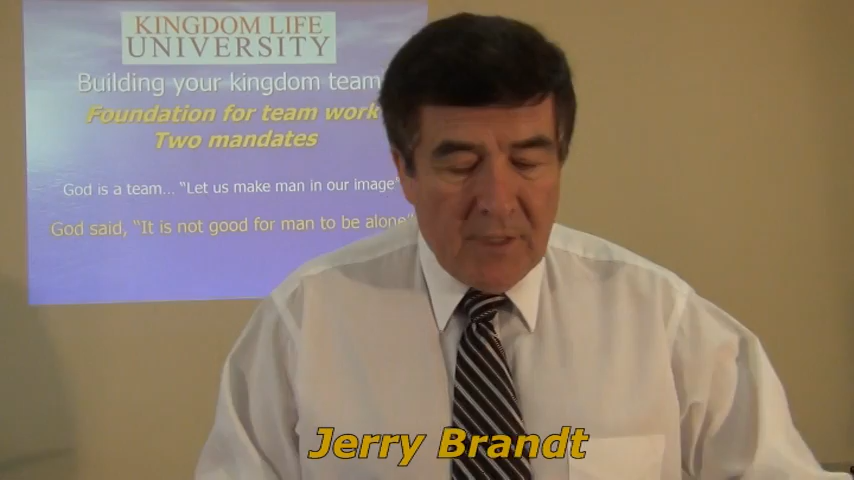 KINGDOM LIFE
UNIVERSITY
Building your kingdom team
Foundation for team work
Two mandates
God is a team... “Let us make man in our image”
God said, “It is not good for man to be alone”
Jerry Brandt